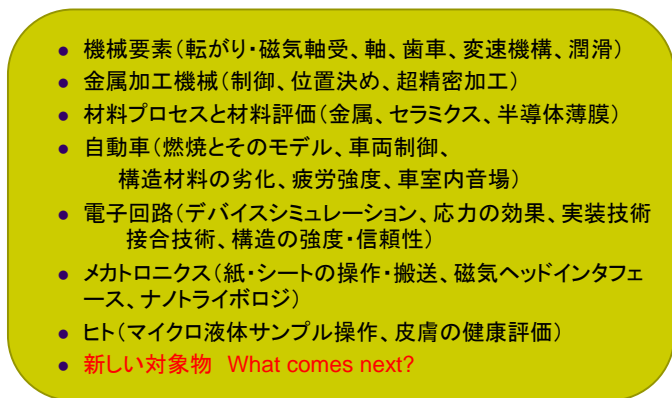 ● 機械要素（転がり・磁気軸受、軸、歯車、変速機構、潤滑）
● 金属加工機械（制御、位置決め、超精密加工）
● 材料プロセスと材料評価（金属、セラミクス、半導体薄膜）
● 自動車（燃焼とそのモデル、車両制御、
構造材料の劣化、疲労強度、車室内音場）
● 電子回路（デバイスシミュレーション、応力の効果、実装技術
接合技術、構造の強度・信頼性）
● メカトロニクス（紙・シートの操作・搬送、磁気ヘッドインタフェ
ース、ナノトライボロジ）
● ヒト（マイクロ液体サンプル操作、皮膚の健康評価）
● 新しい対象物 What comes next?